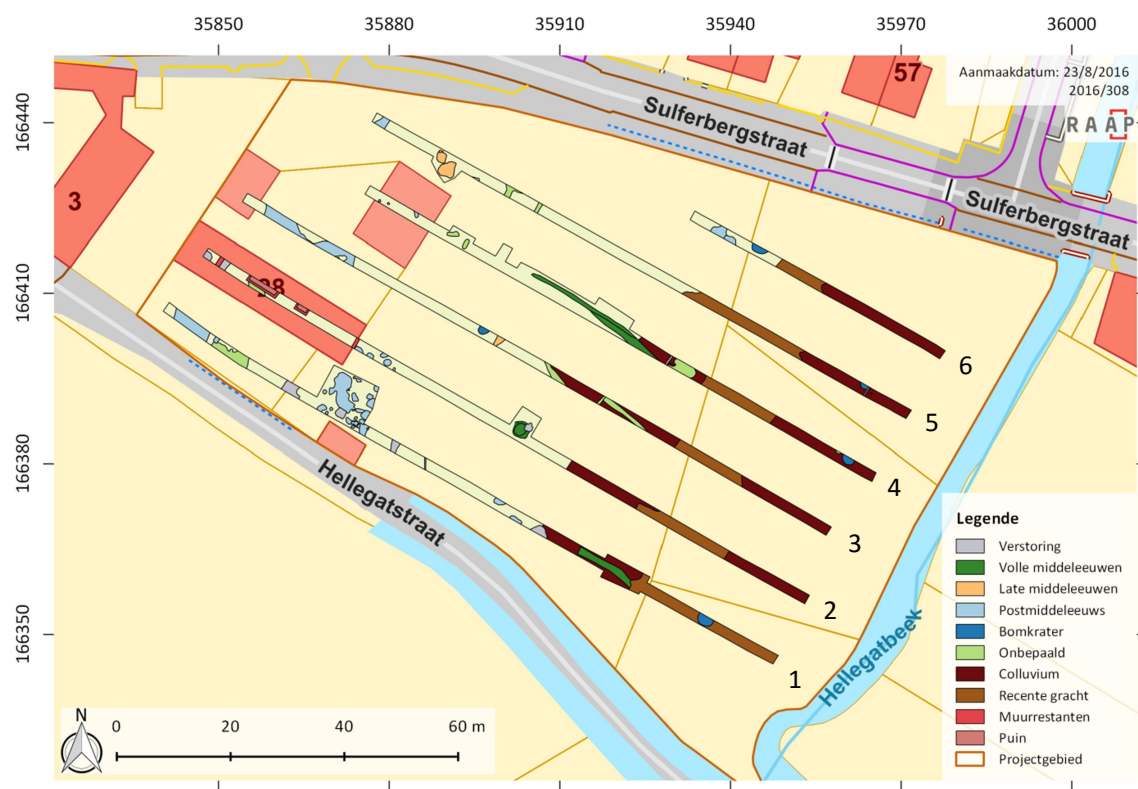 35850 35880 35910 35940 35970 36000
Aanmaakdatum: 23/8/2016
2016/308
RAAP
57
Sulferbergstraat
Sulferbergstraat
166440
166410
166380
166350
3
28
6
5
4
3
2
1
Hellegatstraat
Hellegatbeek
Legende
Verstoring
Volle middeleeuwen
Late middeleeuwen
Postmiddeleeuws
Bomkrater
Onbepaald
Colluvium
Recente gracht
Muurrestanten
Puin
Projectgebied
N
0 20 40 60 m